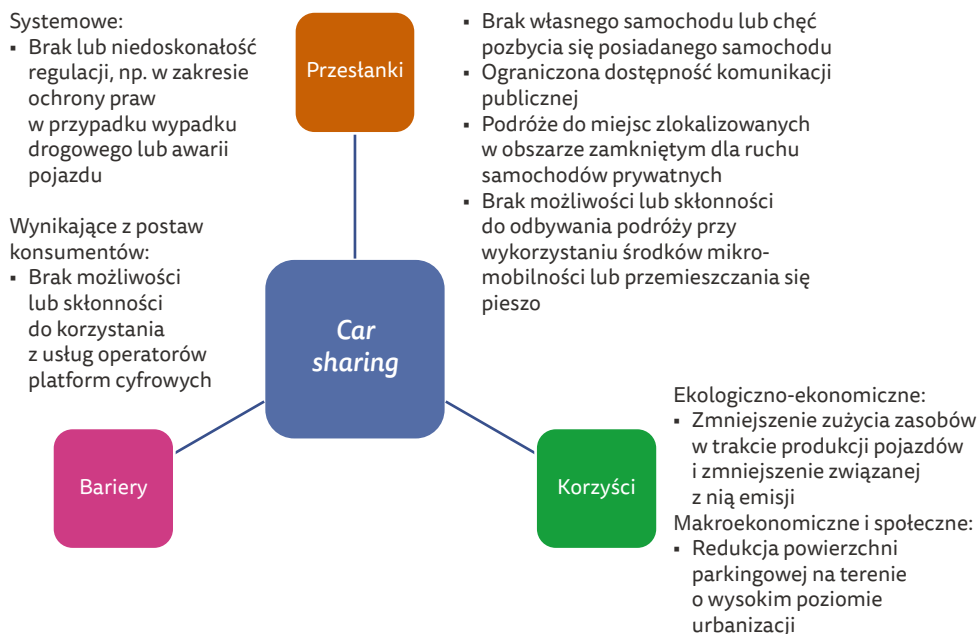 Systemowe:
▪ Brak lub niedoskonałość
regulacji, np. w zakresie
ochrony praw
w przypadku wypadku
drogowego lub awarii
pojazdu
Wynikające z postaw
konsumentów:
▪ Brak możliwości
lub skłonności
do korzystania
z usług operatorów
platform cyfrowych
Przesłanki
▪ Brak własnego samochodu lub chęć
pozbycia się posiadanego samochodu
▪ Ograniczona dostępność komunikacji
publicznej
▪ Podróże do miejsc zlokalizowanych
w obszarze zamkniętym dla ruchu
samochodów prywatnych
▪ Brak możliwości lub skłonności
do odbywania podróży przy
wykorzystaniu środków mikro-
mobilności lub przemieszczania się
pieszo
Car
sharing
Bariery
Korzyści
Ekologiczno-ekonomiczne:
▪ Zmniejszenie zużycia zasobów
w trakcie produkcji pojazdów
i zmniejszenie związanej
z nią emisji
Makroekonomiczne i społeczne:
▪ Redukcja powierzchni
parkingowej na terenie
o wysokim poziomie
urbanizacji